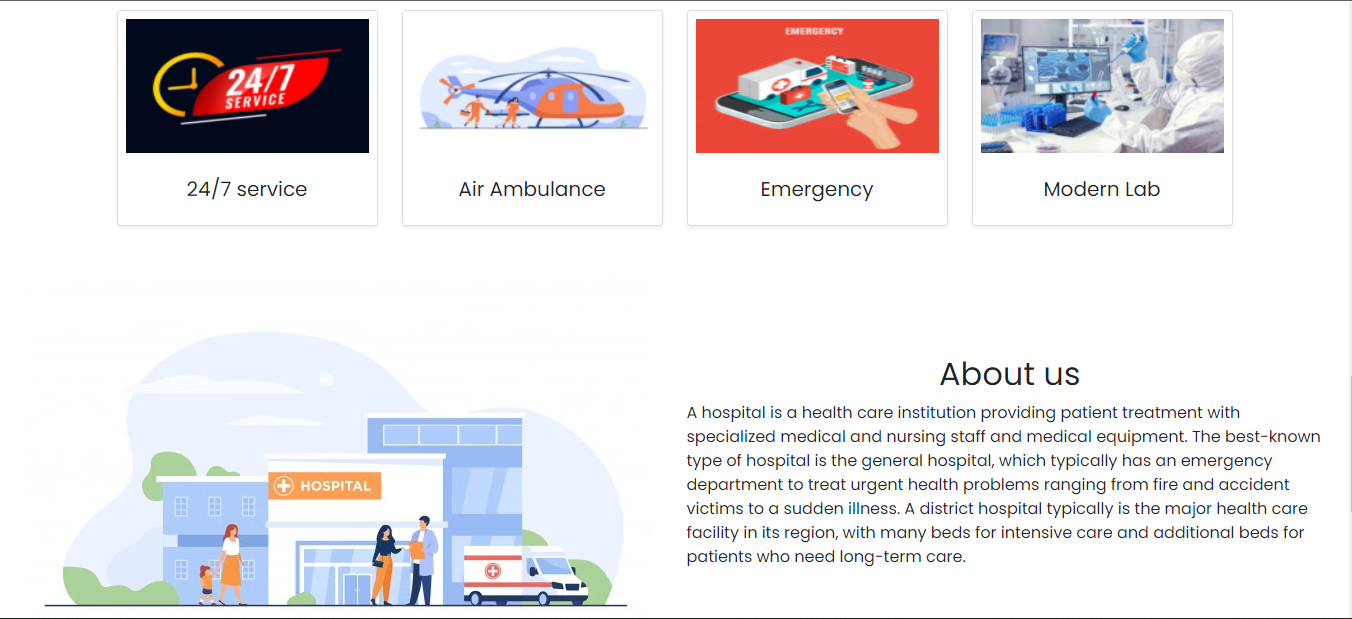 24/7
SERVICE
EMERGENCY
24/7 service
Air Ambulance
Emergency
Modern Lab
About us
A hospital is a health care institution providing patient treatment with
specialized medical and nursing staff and medical equipment. The best-known
type of hospital is the general hospital, which typically has an emergency
department to treat urgent health problems ranging from fire and accident
victims to a sudden illness. A district hospital typically is the major health care
facility in its region, with many beds for intensive care and additional beds for
patients who need long-term care.
HOSPITAL